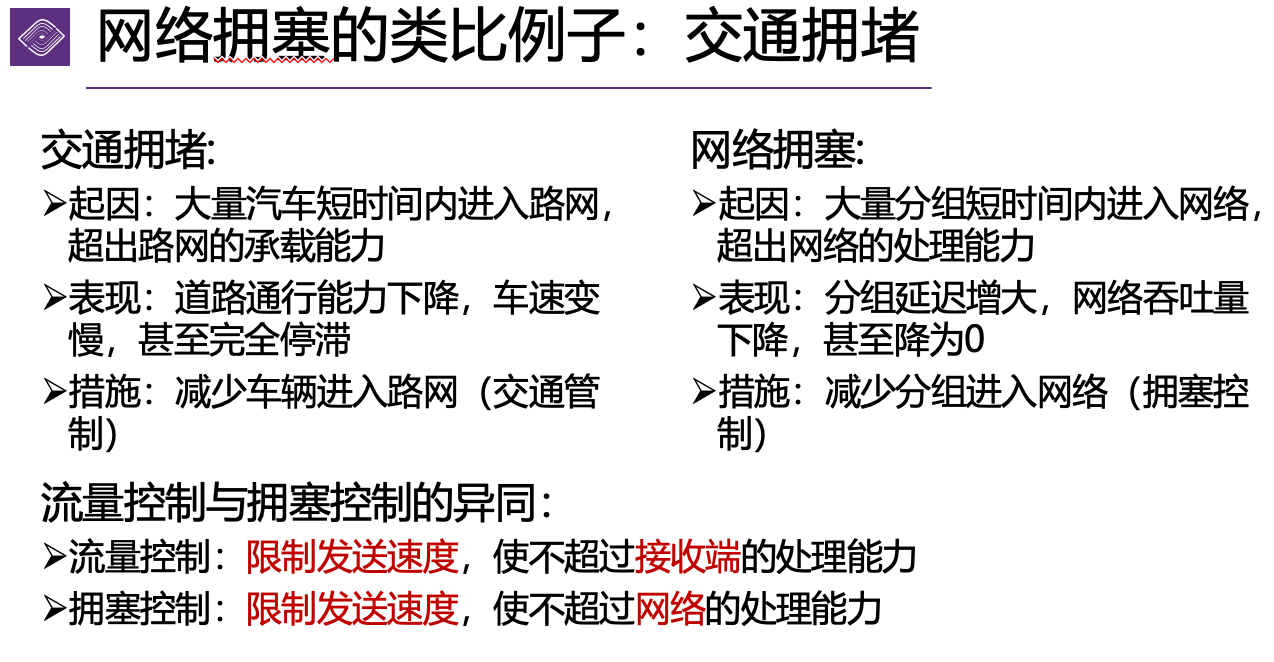 网络拥塞的类比例子：交通拥堵
交通拥堵:
➢起因：大量汽车短时间内进入路网，
超出路网的承载能力
➢表现：道路通行能力下降，车速变
慢，甚至完全停滞
➢措施：减少车辆进入路网（交通管
制）
网络拥塞:
➢起因：大量分组短时间内进入网络，
超出网络的处理能力
➢表现：分组延迟增大，网络吞吐量
下降，甚至降为0
➢措施：减少分组进入网络（拥塞控
制）
流量控制与拥塞控制的异同：
➢流量控制：限制发送速度，使不超过接收端的处理能力
➢拥塞控制：限制发送速度，使不超过网络的处理能力